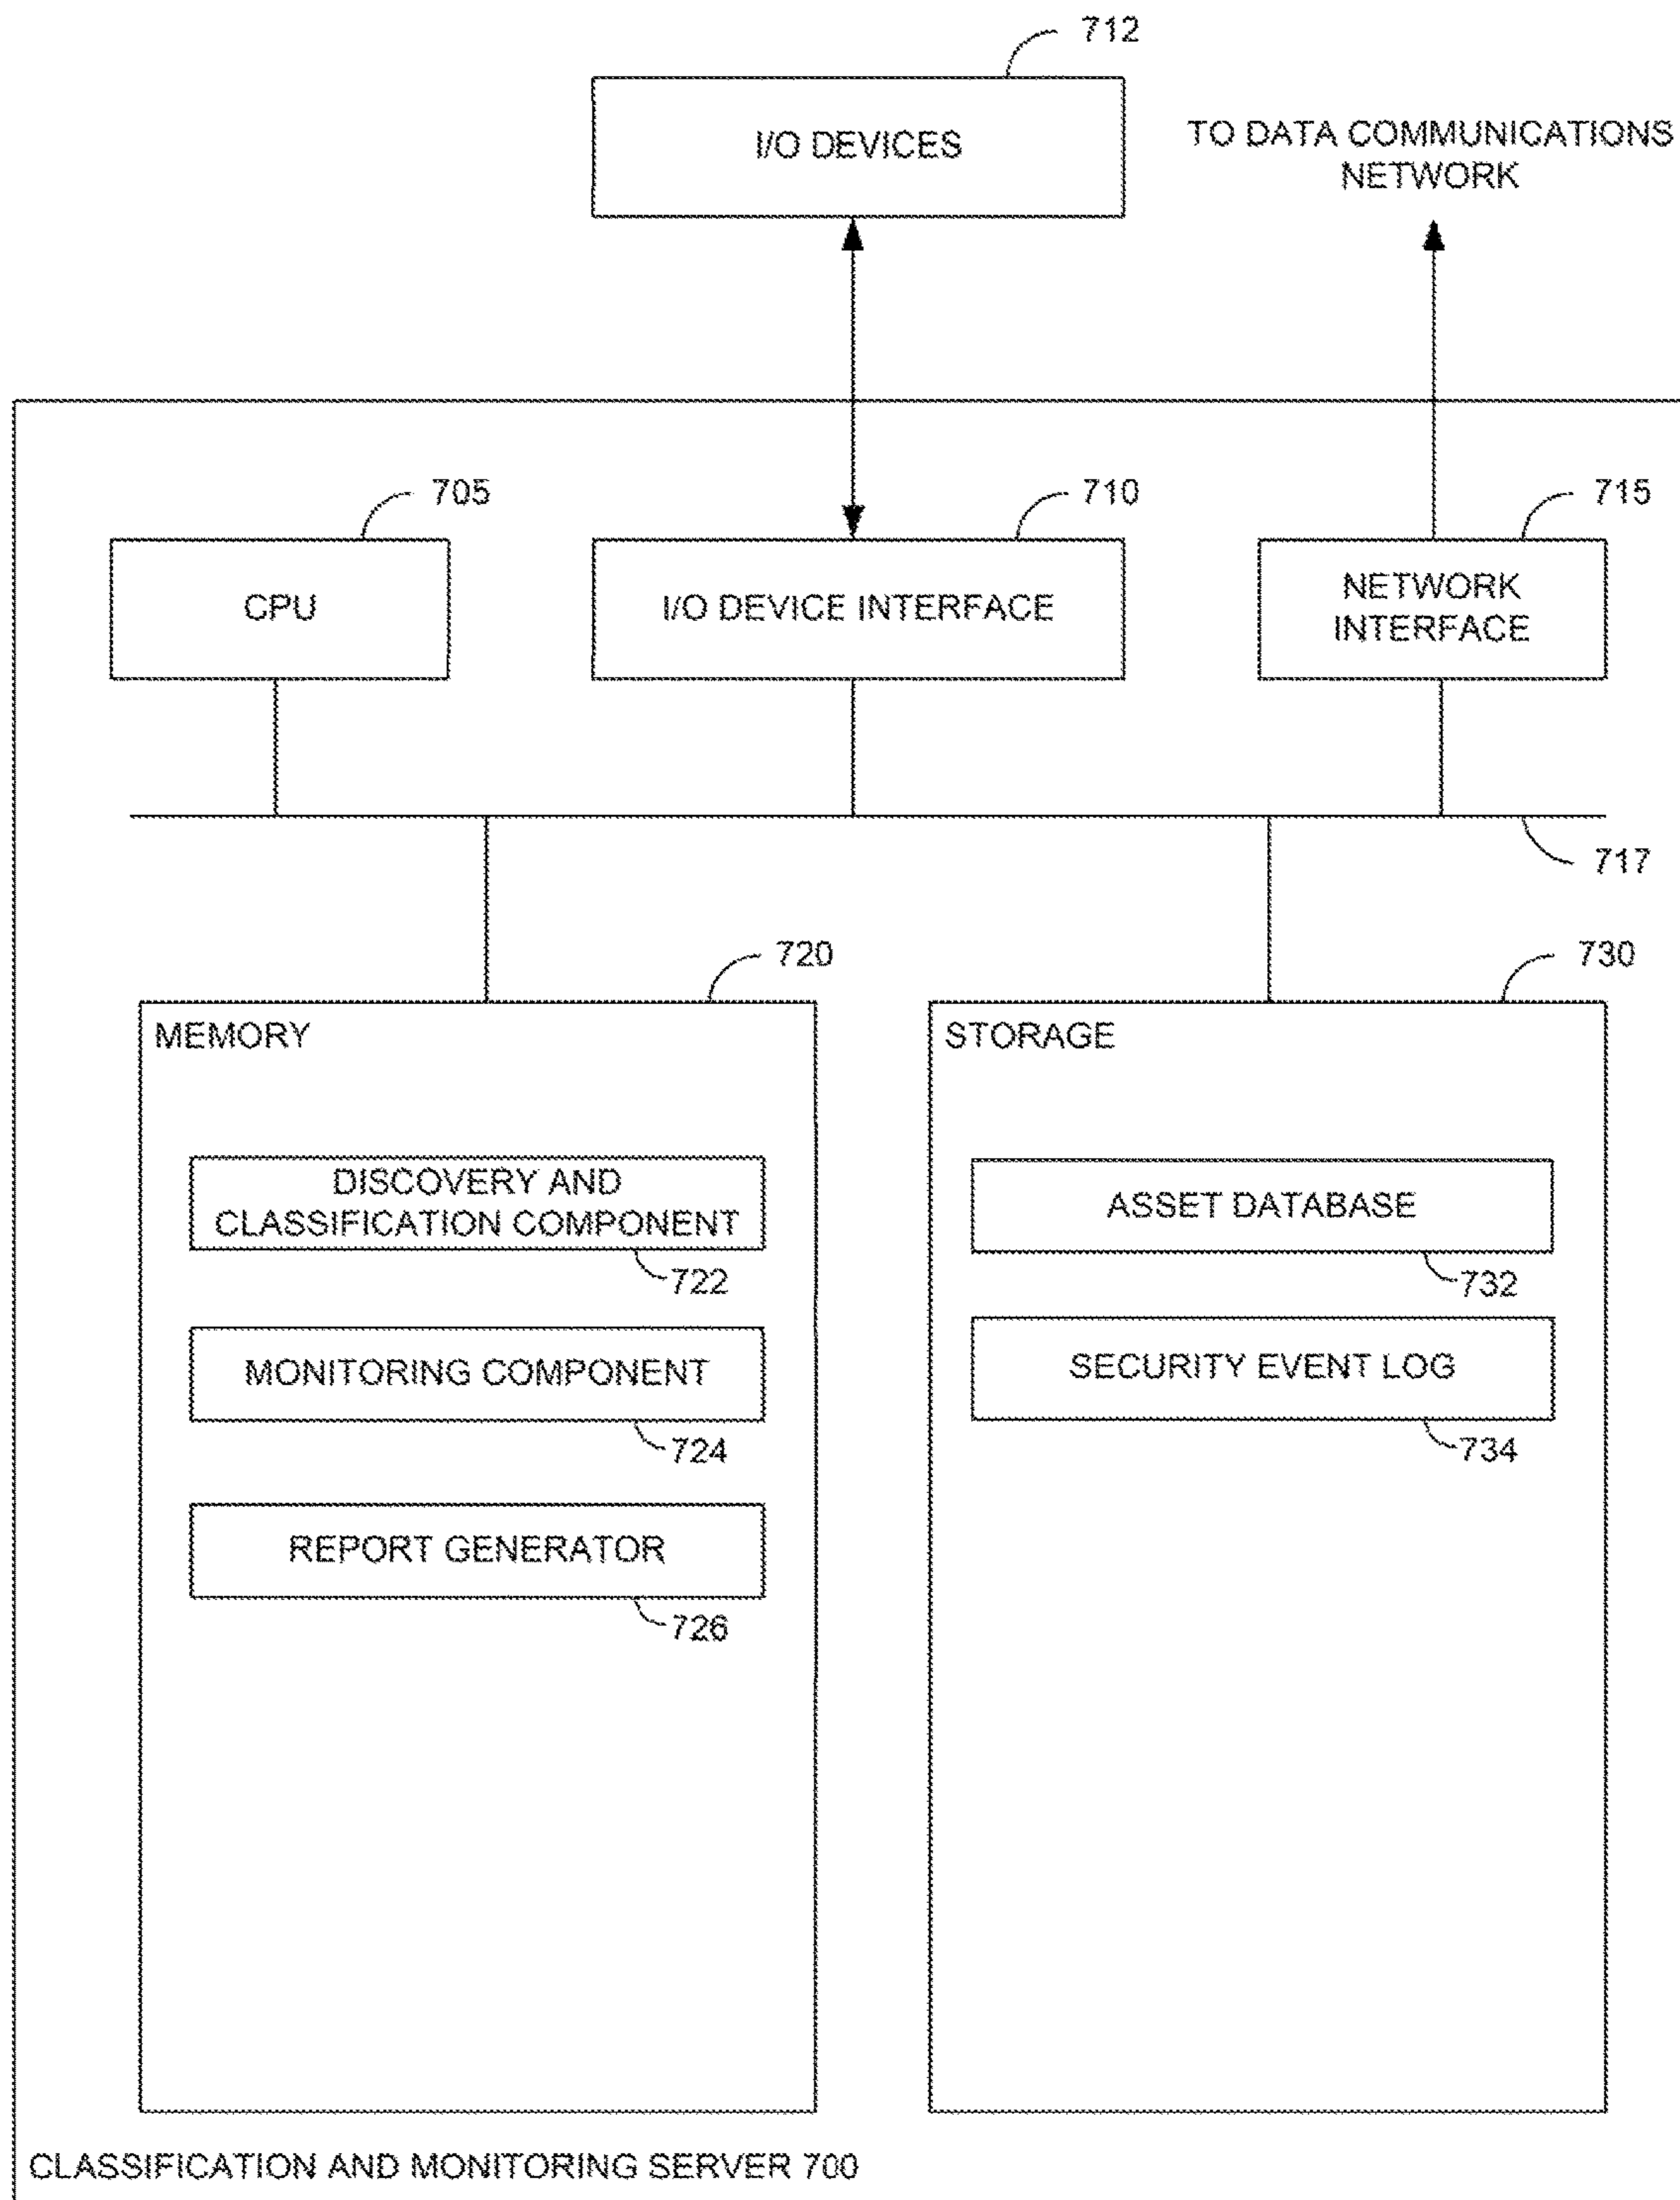 712
I/O DEVICES
TO DATA COMMUNICATIONS
NETWORK
705
710
715
CPU
I/O DEVICE INTERFACE
NETWORK
INTERFACE
717
720
730
MEMORY
STORAGE
DISCOVERY AND
CLASSIFICATION COMPONENT
722
ASSET DATABASE
732
MONITORING COMPONENT
724
SECURITY EVENT LOG
734
REPORT GENERATOR
726
CLASSIFICATION AND MONITORING SERVER 700